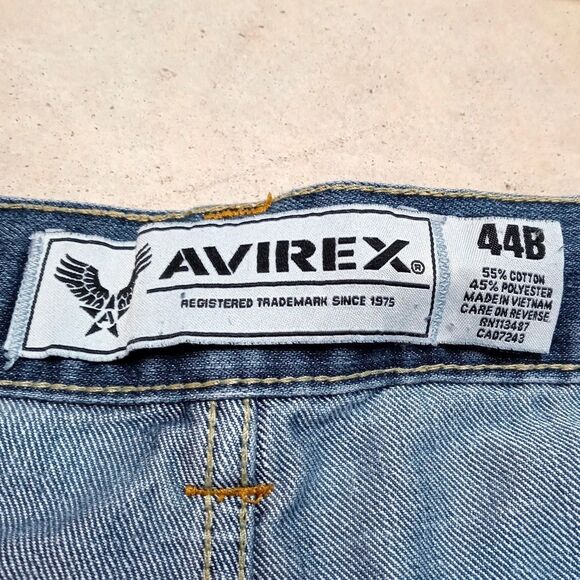 AVIREX®
REGISTERED TRADEMARK SINCE 1975
44B
55% COTTON
45% POLYESTER
MADE IN VIETNAM
CARE ON REVERSE
RN113487
CA07243